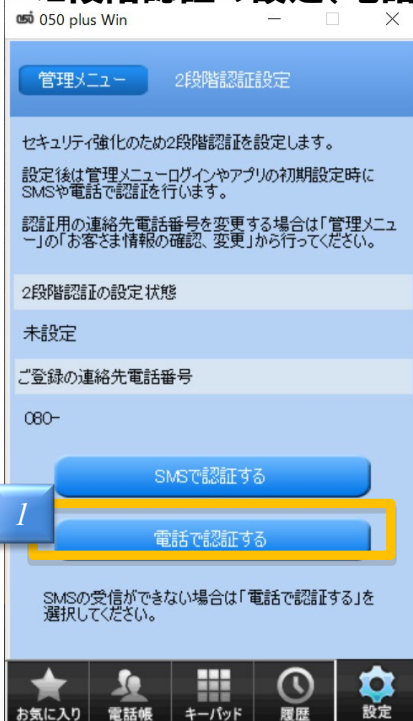 050 plus Win
管理メニュー 2段階認証設定
セキュリティ強化のため2段階認証を設定します。
設定後は管理メニューログインやアプリの初期設定時に
SMSや電話で認証を行います。
認証用の連絡先電話番号を変更する場合は「管理メニュ
ー」の「お客さま情報の確認、変更」から行ってください。
2段階認証の設定状態
未設定
ご登録の連絡先電話番号
080-
SMSで認証する
1
電話で認証する
SMSの受信ができない場合は「電話で認証する」を
選択してください。
お気に入り 電話帳 キーパッド 履歴 設定